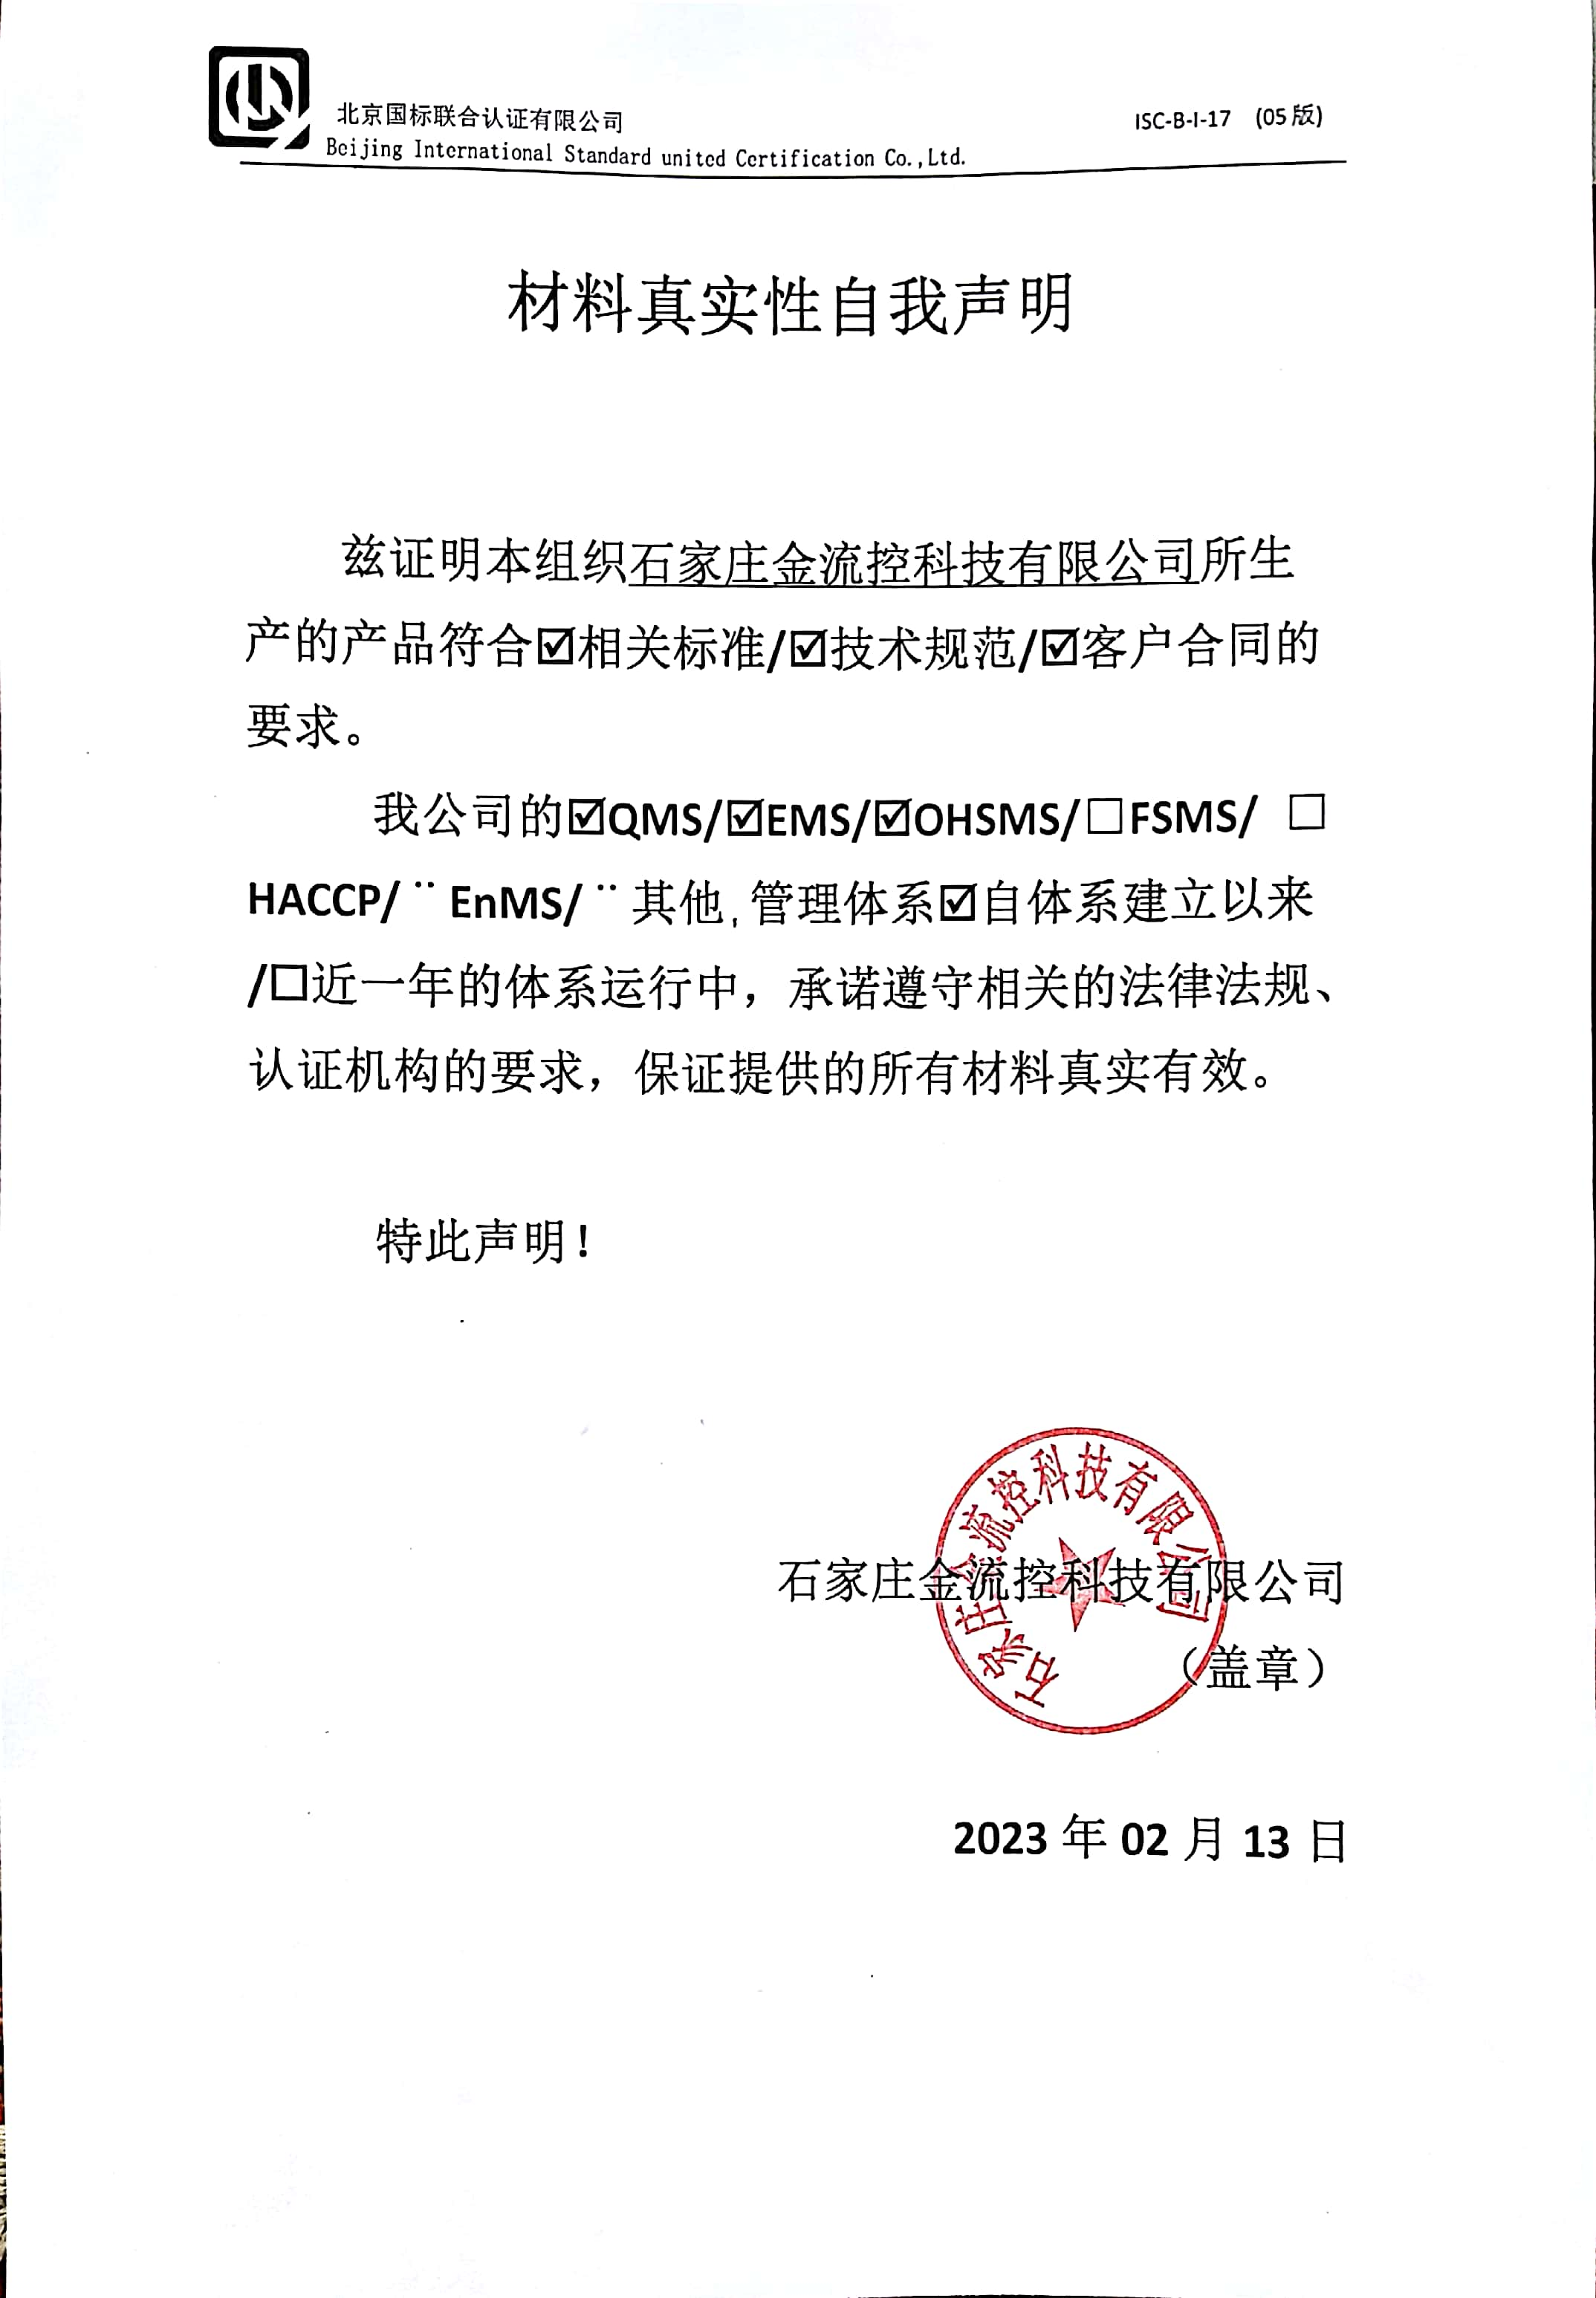 北京国标联合认证有限公司 ISC-B-I-17 (05版)
Beijing International Standard united Certification Co.,Ltd.
材料真实性自我声明
兹证明本组织石家庄金流控科技有限公司所生
产的产品符合☑相关标准/☑技术规范/☑客户合同的
要求。
我公司的☑QMS/☑EMS/☑OHSMS/□FSMS/ □
HACCP/ ¨ EnMS/ ¨ 其他,管理体系☑自体系建立以来
/□近一年的体系运行中，承诺遵守相关的法律法规、
认证机构的要求，保证提供的所有材料真实有效。
特此声明！
石家庄金流控科技有限公司
石家庄金流控科技有限公司
（盖章）
2023 年 02 月 13 日